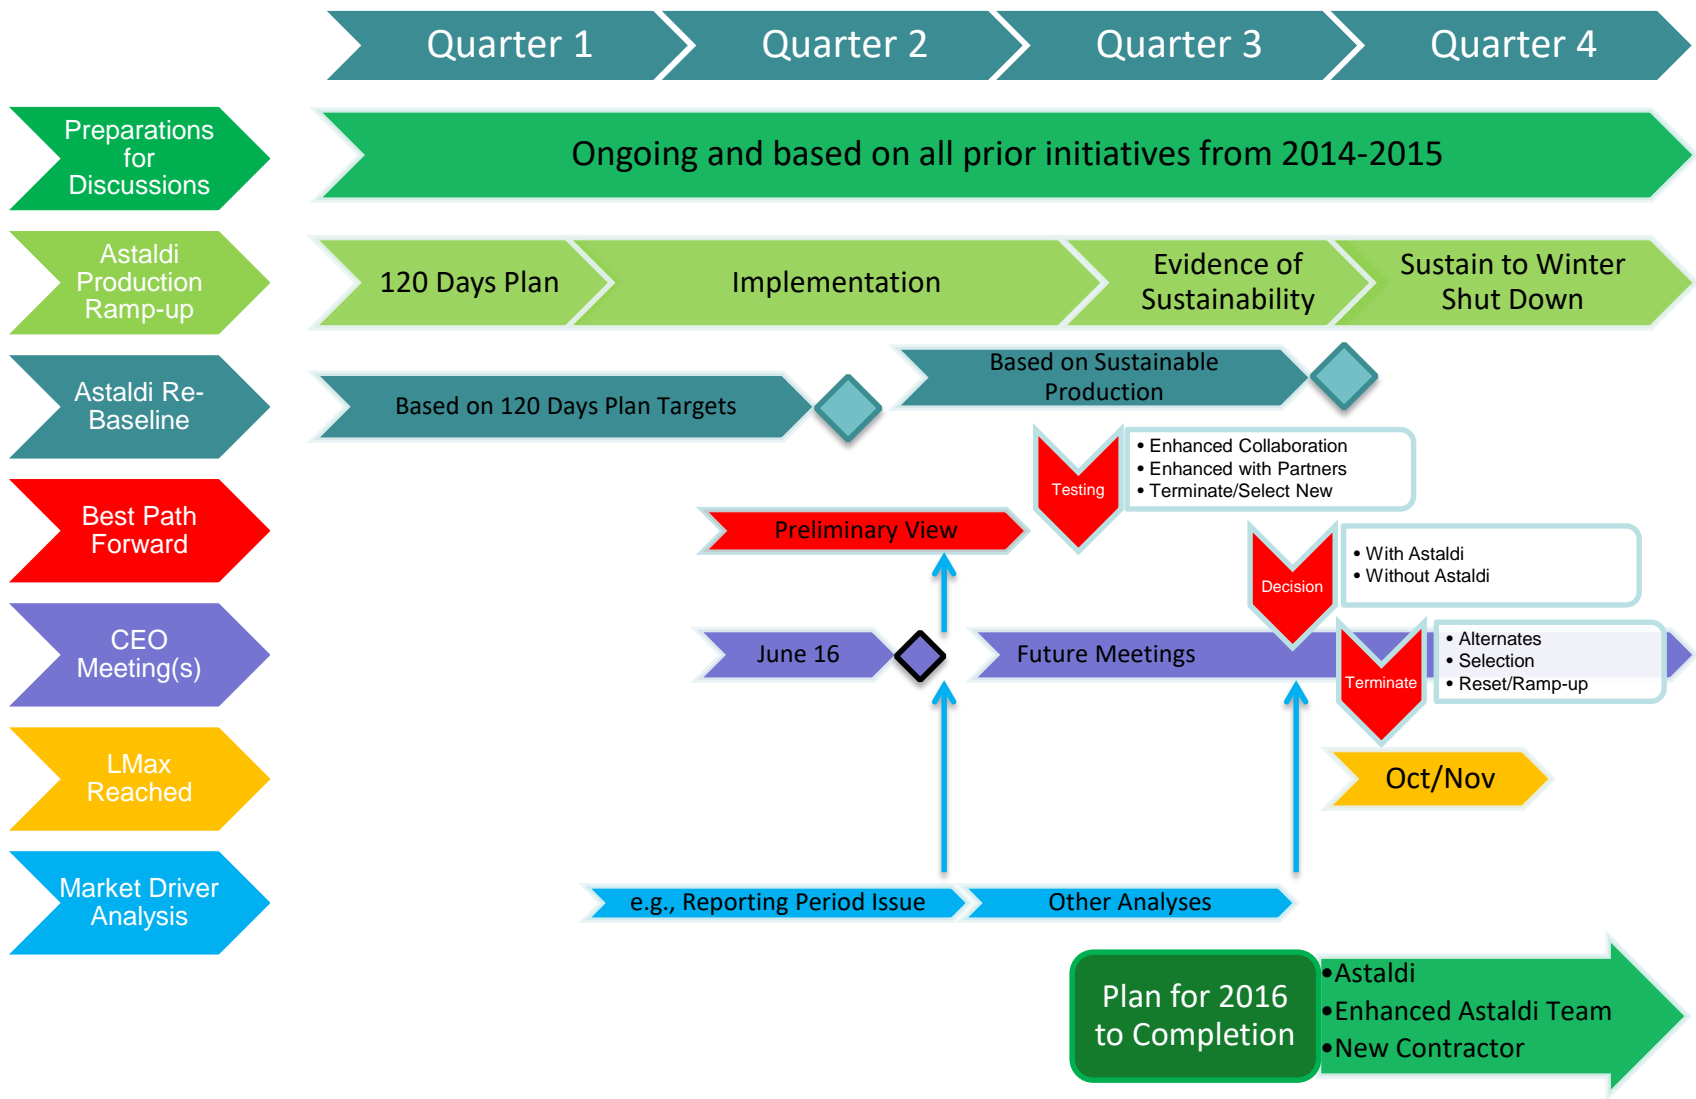 Quarter 1
Quarter 2
Quarter 3
Quarter 4
Preparations
for
Discussions
Ongoing and based on all prior initiatives from 2014-2015
Astaldi
Production
Ramp-up
120 Days Plan
Implementation
Evidence of
Sustainability
Sustain to Winter
Shut Down
Astaldi Re-
Baseline
Based on 120 Days Plan Targets
Based on Sustainable
Production
Best Path
Forward
Preliminary View
Testing
• Enhanced Collaboration
• Enhanced with Partners
• Terminate/Select New
Decision
• With Astaldi
• Without Astaldi
CEO
Meeting(s)
June 16
Future Meetings
Terminate
• Alternates
• Selection
• Reset/Ramp-up
LMax
Reached
Oct/Nov
Market Driver
Analysis
e.g., Reporting Period Issue
Other Analyses
Plan for 2016
to Completion
•Astaldi
•Enhanced Astaldi Team
•New Contractor